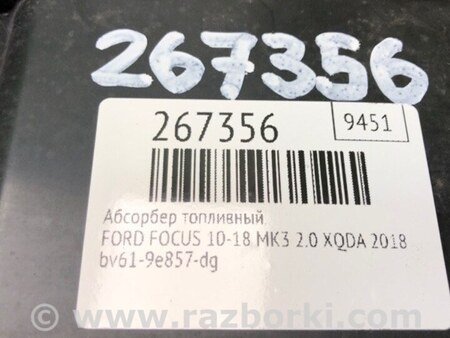 267356
267356
9451
Абсорбер топливный
FORD FOCUS 10-18 MK3 2.0 XQDA 2018
bv61-9e857-dg
© www.razborki.com